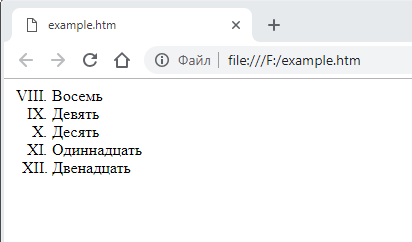 example.htm
Файл file:///F:/example.htm
VIII. Восемь
IX. Девять
X. Десять
XI. Одиннадцать
XII. Двенадцать